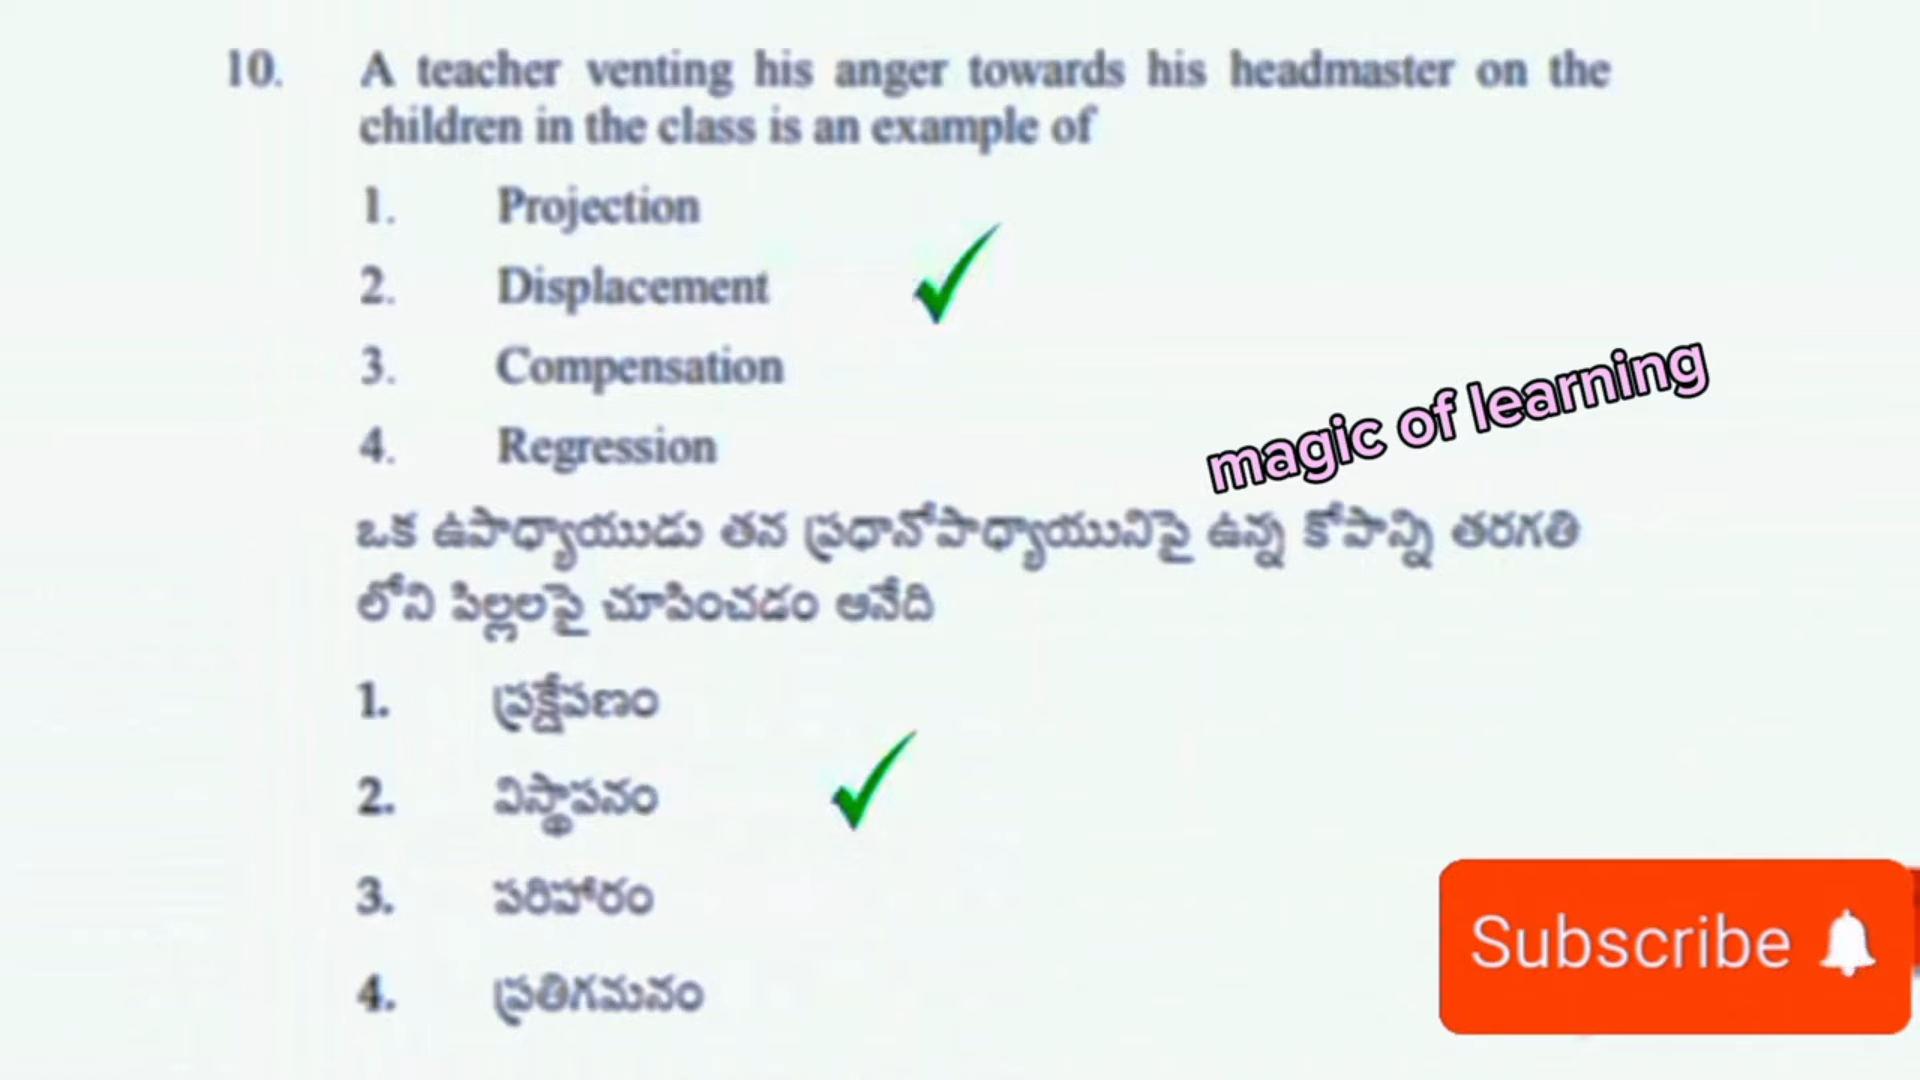 10. A teacher venting his anger towards his headmaster on the
children in the class is an example of
1. Projection
2. Displacement
3. Compensation
4. Regression
magic of learning
ఒక ఉపాధ్యాయుడు తన ప్రధానోపాధ్యాయునిపై ఉన్న కోపాన్ని తరగతి
లోని పిల్లలపై చూపించడం అనేది
1. ప్రక్షేపణం
2. విస్థాపనం
3. పరిహారం
4. ప్రతిగమనం
Subscribe